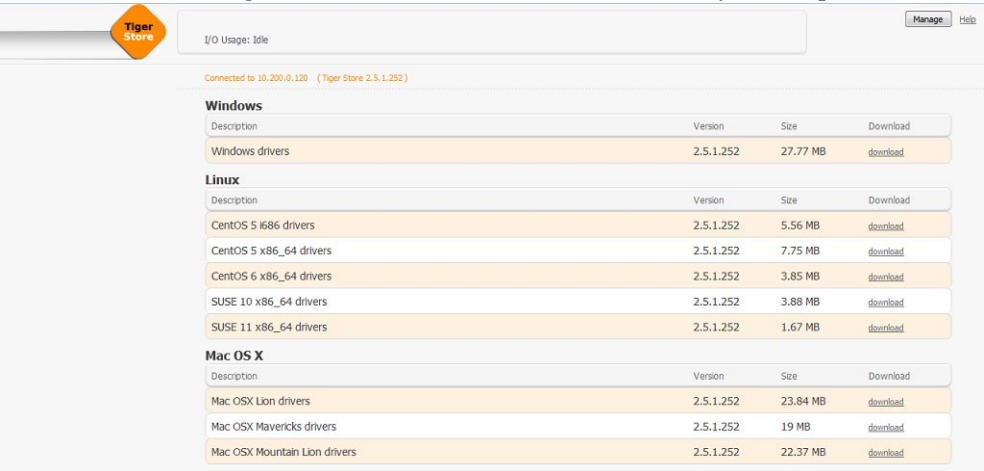 Tiger
Store
I/O Usage: Idle
Manage Help
Connected to 10.200.0.120 (Tiger Store 2.5.1.252)
Windows
Description Version Size Download
Windows drivers 2.5.1.252 27.77 MB download
Linux
Description Version Size Download
CentOS 5 i686 drivers 2.5.1.252 5.56 MB download
CentOS 5 x86_64 drivers 2.5.1.252 7.75 MB download
CentOS 6 x86_64 drivers 2.5.1.252 3.85 MB download
SUSE 10 x86_64 drivers 2.5.1.252 3.88 MB download
SUSE 11 x86_64 drivers 2.5.1.252 1.67 MB download
Mac OS X
Description Version Size Download
Mac OSX Lion drivers 2.5.1.252 23.84 MB download
Mac OSX Mavericks drivers 2.5.1.252 19 MB download
Mac OSX Mountain Lion drivers 2.5.1.252 22.37 MB download